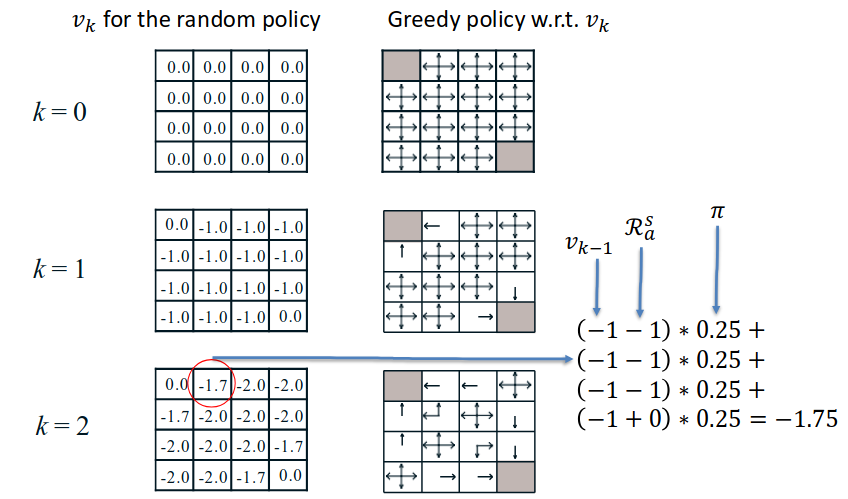 v_k for the random policy
Greedy policy w.r.t. v_k
k = 0
0.0 0.0 0.0 0.0
0.0 0.0 0.0 0.0
0.0 0.0 0.0 0.0
0.0 0.0 0.0 0.0
k = 1
0.0 -1.0 -1.0 -1.0
-1.0 -1.0 -1.0 -1.0
-1.0 -1.0 -1.0 -1.0
-1.0 -1.0 -1.0 0.0
k = 2
0.0 -1.7 -2.0 -2.0
-1.7 -2.0 -2.0 -2.0
-2.0 -2.0 -2.0 -1.7
-2.0 -2.0 -1.7 0.0
v_{k−1}
ℛ_a^s
π
(−1 − 1) ∗ 0.25 +
(−1 − 1) ∗ 0.25 +
(−1 − 1) ∗ 0.25 +
(−1 + 0) ∗ 0.25 = −1.75